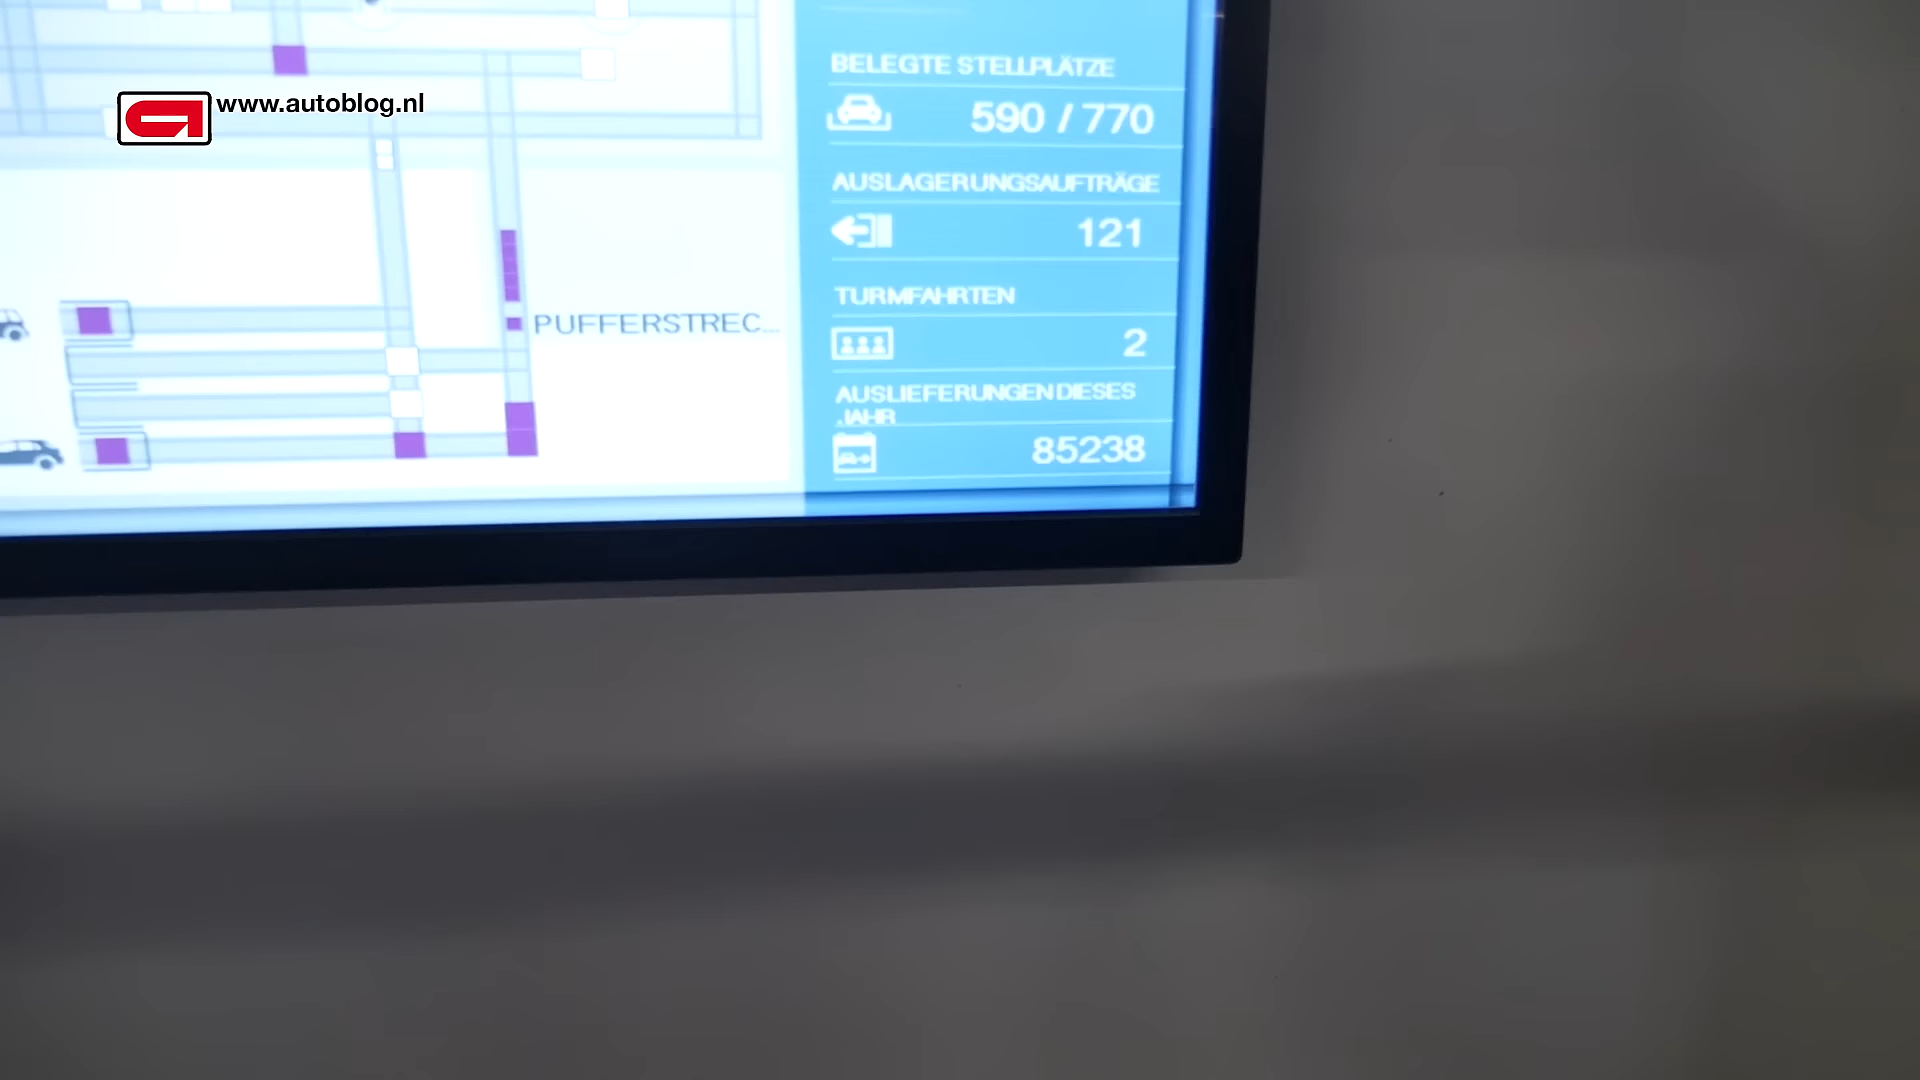 www.autoblog.nl
BELEGTE STELLPLÄTZE
590 / 770
AUSLAGERUNGSAUFTRÄGE
121
TURMFAHRTEN
2
AUSLIEFERUNGEN DIESES
JAHR
85238
PUFFERSTREC...